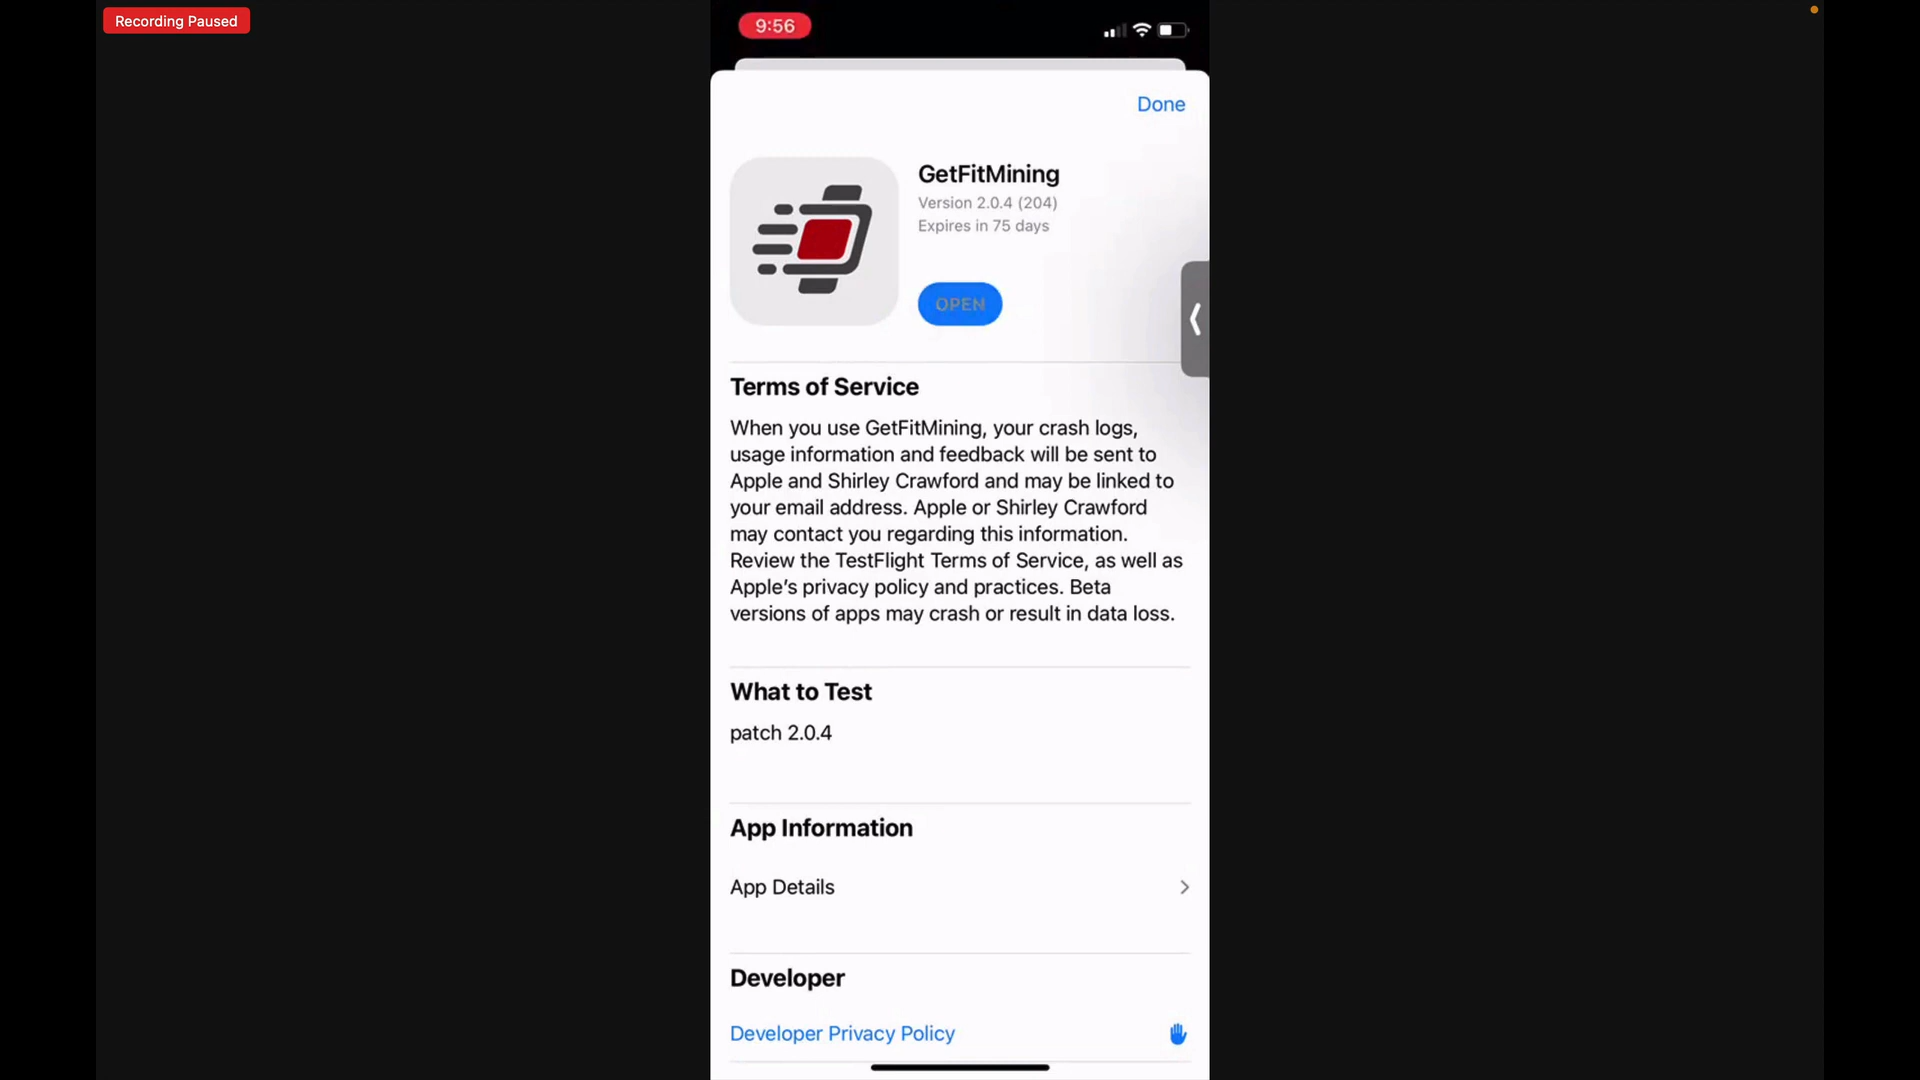 Recording Paused
9:56
Done
GetFitMining
Version 2.0.4 (204)
Expires in 75 days
OPEN
Terms of Service
When you use GetFitMining, your crash logs,
usage information and feedback will be sent to
Apple and Shirley Crawford and may be linked to
your email address. Apple or Shirley Crawford
may contact you regarding this information.
Review the TestFlight Terms of Service, as well as
Apple’s privacy policy and practices. Beta
versions of apps may crash or result in data loss.
What to Test
patch 2.0.4
App Information
App Details
Developer
Developer Privacy Policy